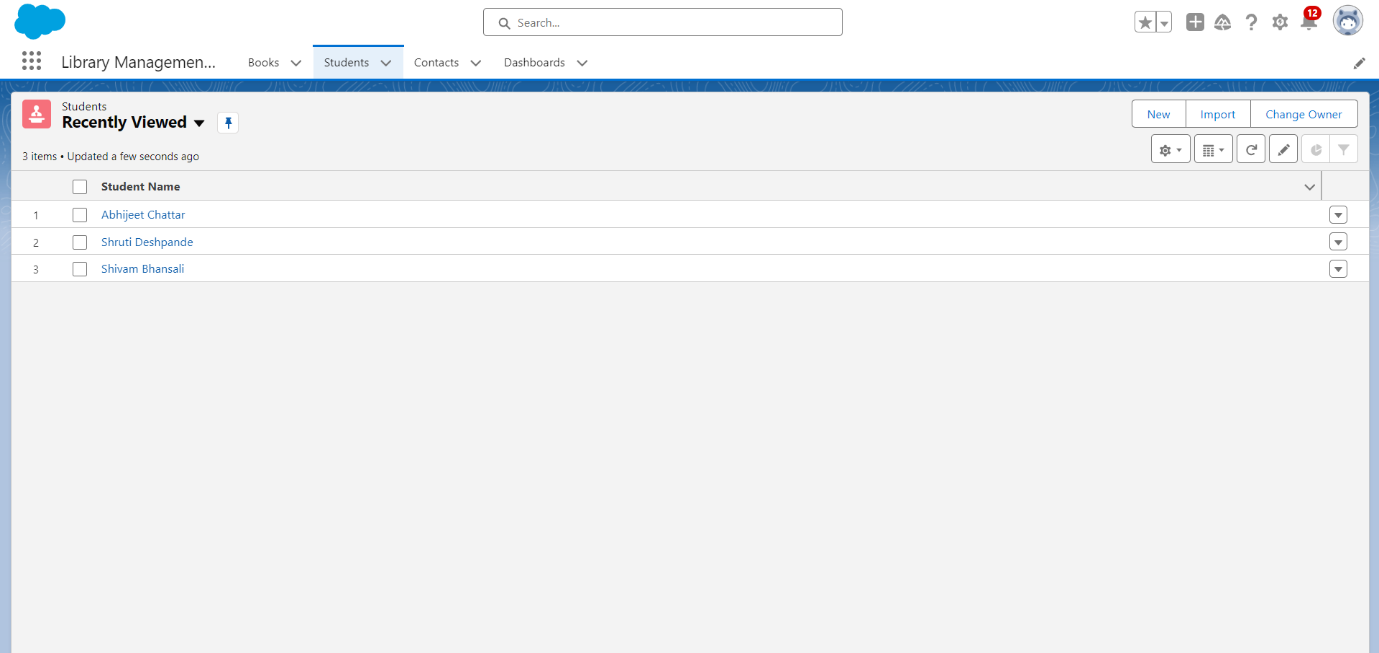 Search...
12
Library Managemen...
Books
Students
Contacts
Dashboards
Students
Recently Viewed
New
Import
Change Owner
3 items • Updated a few seconds ago
Student Name
1 Abhijeet Chattar
2 Shruti Deshpande
3 Shivam Bhansali